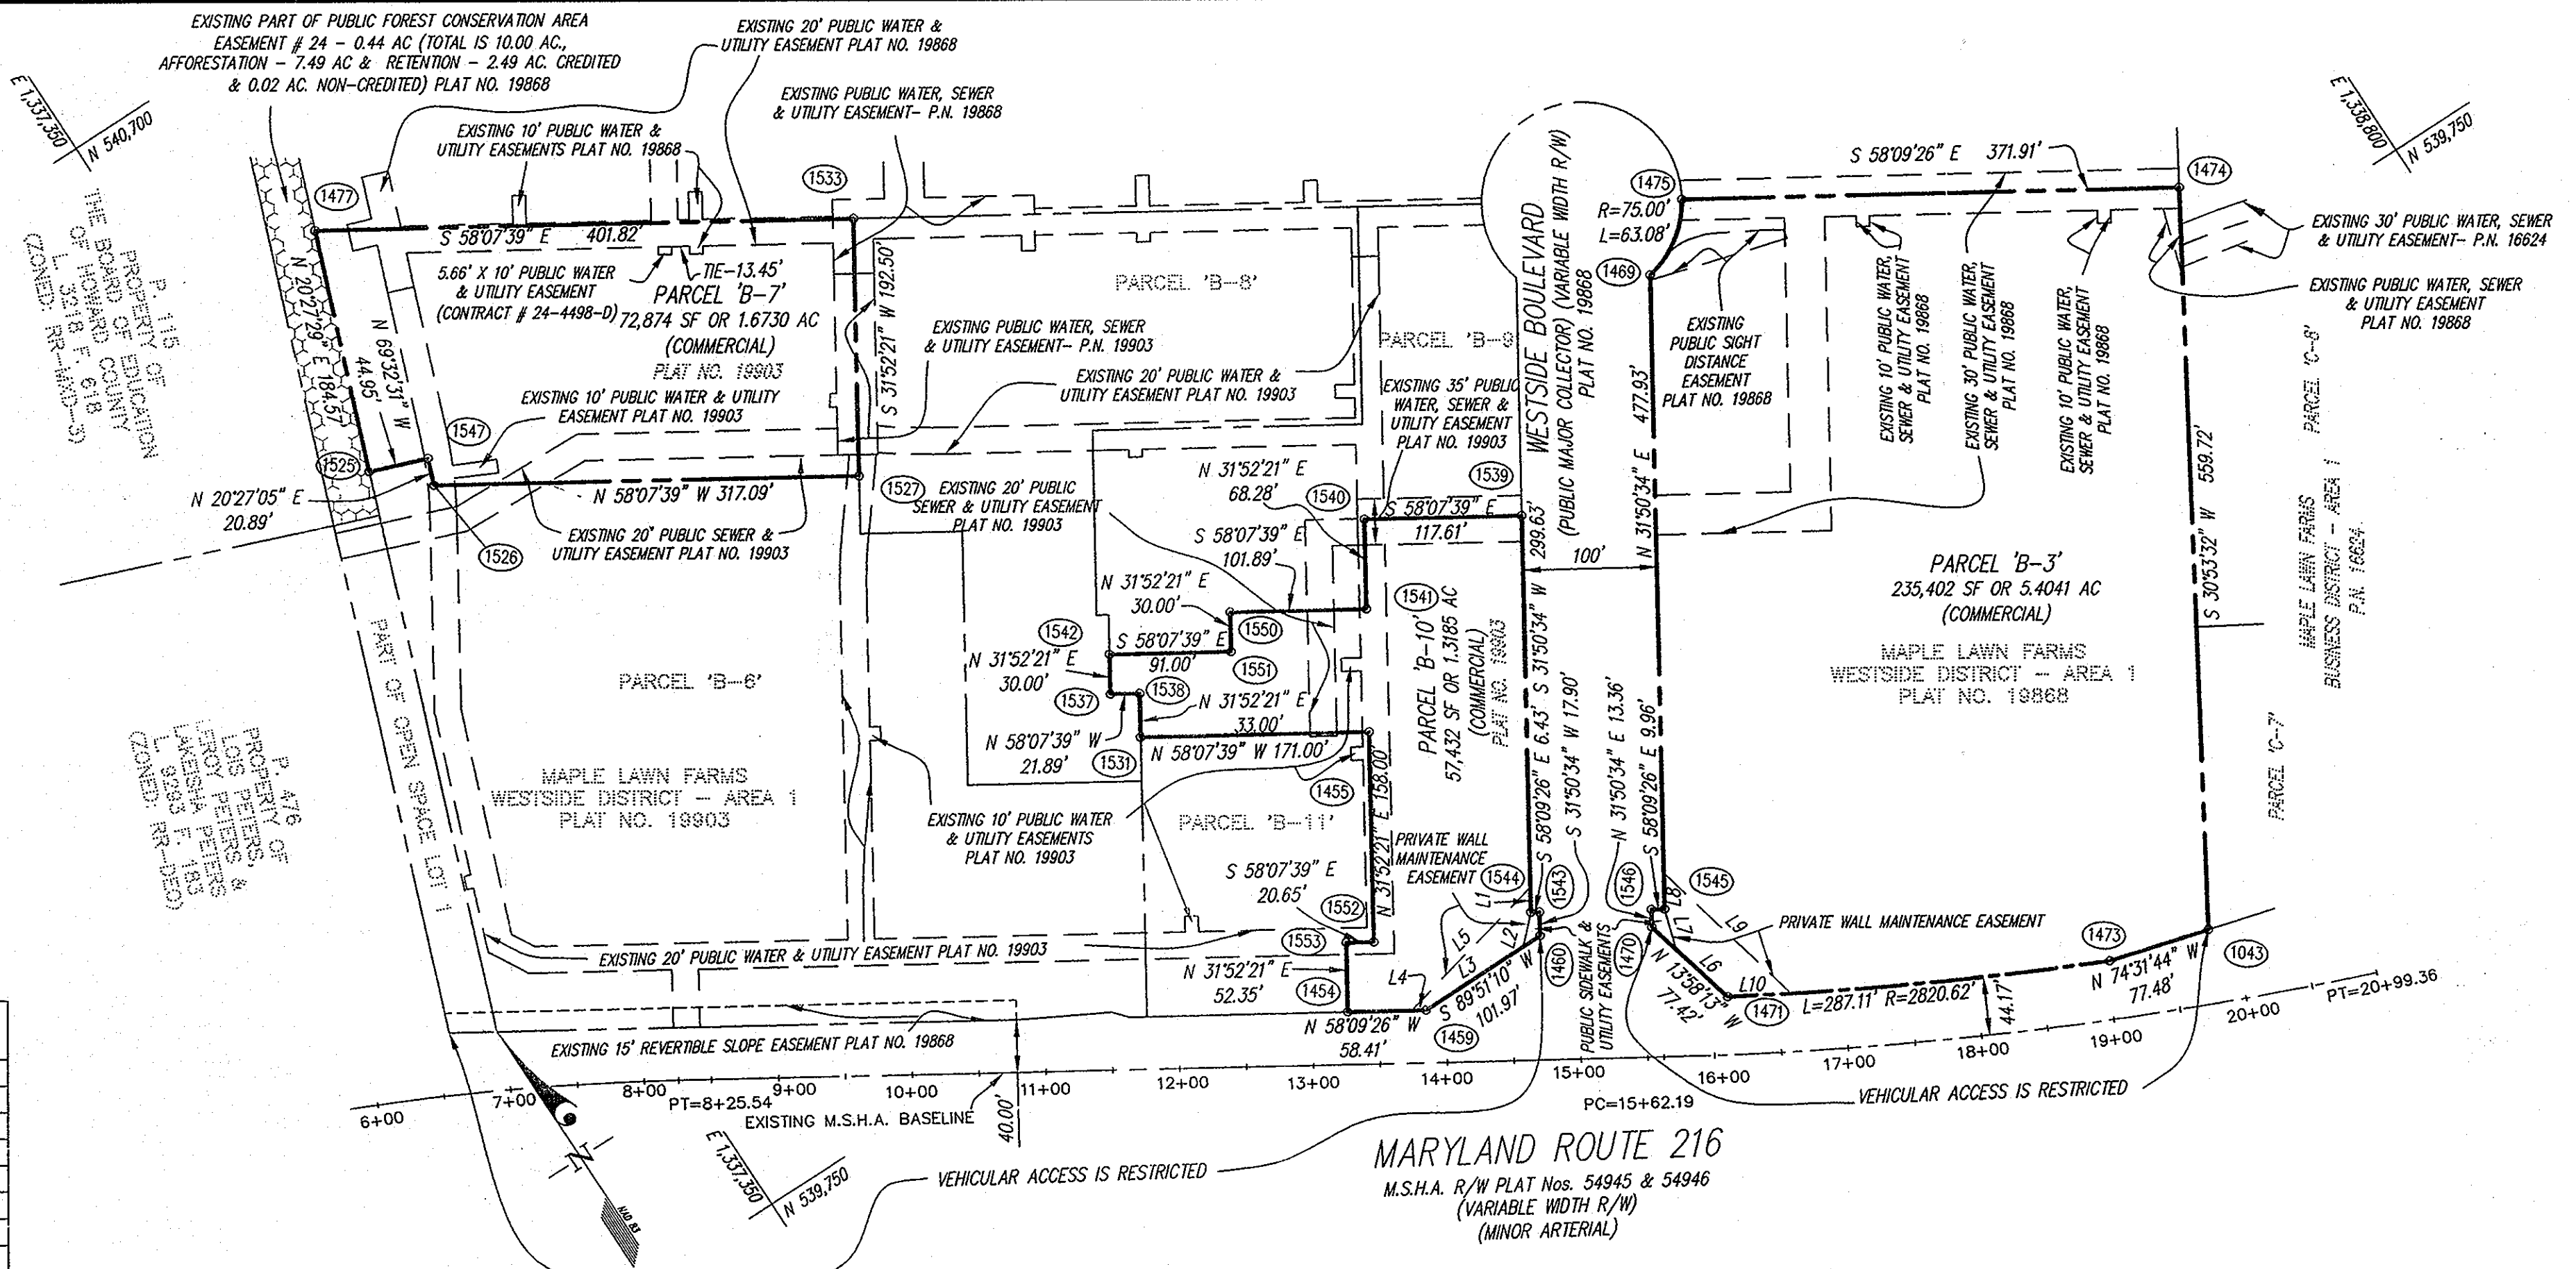 EXISTING PART OF PUBLIC FOREST CONSERVATION AREA
EASEMENT # 24 – 0.44 AC (TOTAL IS 10.00 AC.,
AFFORESTATION – 7.49 AC & RETENTION – 2.49 AC. CREDITED
& 0.02 AC. NON–CREDITED) PLAT NO. 19868
EXISTING 20' PUBLIC WATER &
UTILITY EASEMENT PLAT NO. 19868
EXISTING PUBLIC WATER, SEWER
& UTILITY EASEMENT– P.N. 19868
EXISTING 10' PUBLIC WATER &
UTILITY EASEMENTS PLAT NO. 19868
E 1,337,350
N 540,700
E 1,338,800
N 539,750
1477
1533
1475
1474
S 58°07'39" E 401.82'
S 58°09'26" E 371.91'
R=75.00'
L=63.08'
1469
WESTSIDE BOULEVARD
(PUBLIC MAJOR COLLECTOR) (VARIABLE WIDTH R/W)
PLAT NO. 19868
EXISTING 30' PUBLIC WATER, SEWER
& UTILITY EASEMENT– P.N. 16624
EXISTING PUBLIC WATER, SEWER
& UTILITY EASEMENT
PLAT NO. 19868
P. 115
PROPERTY OF
THE BOARD OF EDUCATION
OF HOWARD COUNTY
L. 3218 F. 618
(ZONED: RR–MXD–3)
N 20°27'29" E 184.57'
N 69°32'31" W
44.95'
5.66' X 10' PUBLIC WATER
& UTILITY EASEMENT
(CONTRACT # 24–4498–D)
TIE–13.45'
PARCEL 'B–7'
72,874 SF OR 1.6730 AC
(COMMERCIAL)
PLAT NO. 19903
S 31°52'21" W 192.50'
PARCEL 'B–8'
PARCEL 'B–9'
EXISTING PUBLIC WATER, SEWER
& UTILITY EASEMENT– P.N. 19903
EXISTING 20' PUBLIC WATER &
UTILITY EASEMENT PLAT NO. 19903
EXISTING 35' PUBLIC
WATER, SEWER &
UTILITY EASEMENT
PLAT NO. 19903
EXISTING
PUBLIC SIGHT
DISTANCE
EASEMENT
PLAT NO. 19868
EXISTING 10' PUBLIC WATER,
SEWER & UTILITY EASEMENT
PLAT NO. 19868
EXISTING 30' PUBLIC WATER,
SEWER & UTILITY EASEMENT
PLAT NO. 19868
EXISTING 10' PUBLIC WATER,
SEWER & UTILITY EASEMENT
PLAT NO. 19868
EXISTING 10' PUBLIC WATER & UTILITY
EASEMENT PLAT NO. 19903
1547
1525
N 20°27'05" E
20.89'
1526
N 58°07'39" W 317.09'
1527
EXISTING 20' PUBLIC SEWER &
UTILITY EASEMENT PLAT NO. 19903
EXISTING 20' PUBLIC
SEWER & UTILITY EASEMENT
PLAT NO. 19903
N 31°52'21" E
68.28'
1540
1539
S 58°07'39" E
117.61'
S 58°07'39" E
101.89'
N 31°52'21" E
30.00'
1541
1550
1542
S 58°07'39" E
91.00'
1551
N 31°52'21" E
30.00'
1537
1538
N 31°52'21" E
33.00'
N 58°07'39" W
21.89'
1531
N 58°07'39" W 171.00'
1455
100'
S 31°50'34" W 299.63'
N 31°50'34" E 477.93'
PARCEL 'B–10'
57,432 SF OR 1.3185 AC
(COMMERCIAL)
PLAT NO. 19903
PARCEL 'B–3'
235,402 SF OR 5.4041 AC
(COMMERCIAL)
MAPLE LAWN FARMS
WESTSIDE DISTRICT – AREA 1
PLAT NO. 19868
S 30°53'32" W 559.72'
MAPLE LAWN FARMS
BUSINESS DISTRICT – AREA 1
P.N. 16624
PARCEL 'C–8'
PARCEL 'C–7'
PARCEL 'B–6'
MAPLE LAWN FARMS
WESTSIDE DISTRICT – AREA 1
PLAT NO. 19903
PART OF OPEN SPACE LOT 1
P. 476
PROPERTY OF
LOIS PETERS &
LEROY PETERS
LAKEISHA PETERS
L. 9293 F. 183
(ZONED: RR–DEO)
EXISTING 10' PUBLIC WATER
& UTILITY EASEMENTS
PLAT NO. 19903
PARCEL 'B–11'
N 31°52'21" E 158.00'
S 58°07'39" E
20.65'
1552
1553
N 31°52'21" E
52.35'
1454
N 58°09'26" W
58.41'
1459
PRIVATE WALL
MAINTENANCE
EASEMENT
1544
1543
S 58°09'26" E 6.43'
S 31°50'34" W 17.90'
N 31°50'34" E 13.36'
S 58°09'26" E 9.96'
1546
1545
L1
L2
L3
L4
L5
L6
L7
L8
L9
L10
PRIVATE WALL MAINTENANCE EASEMENT
PUBLIC SIDEWALK &
UTILITY EASEMENTS
1460
1470
S 89°51'10" W
101.97'
N 13°58'13" W
77.42'
1471
L=287.11' R=2820.62'
44.17'
1473
N 74°31'44" W
77.48'
1043
EXISTING 20' PUBLIC WATER & UTILITY EASEMENT PLAT NO. 19903
EXISTING 15' REVERTIBLE SLOPE EASEMENT PLAT NO. 19868
6+00
7+00
8+00
PT=8+25.54
9+00
10+00
11+00
12+00
13+00
14+00
15+00
PC=15+62.19
16+00
17+00
18+00
19+00
20+00
PT=20+99.36
EXISTING M.S.H.A. BASELINE
40.00'
VEHICULAR ACCESS IS RESTRICTED
VEHICULAR ACCESS IS RESTRICTED
E 1,337,350
N 539,750
N
NAD 83
MARYLAND ROUTE 216
M.S.H.A. R/W PLAT Nos. 54945 & 54946
(VARIABLE WIDTH R/W)
(MINOR ARTERIAL)